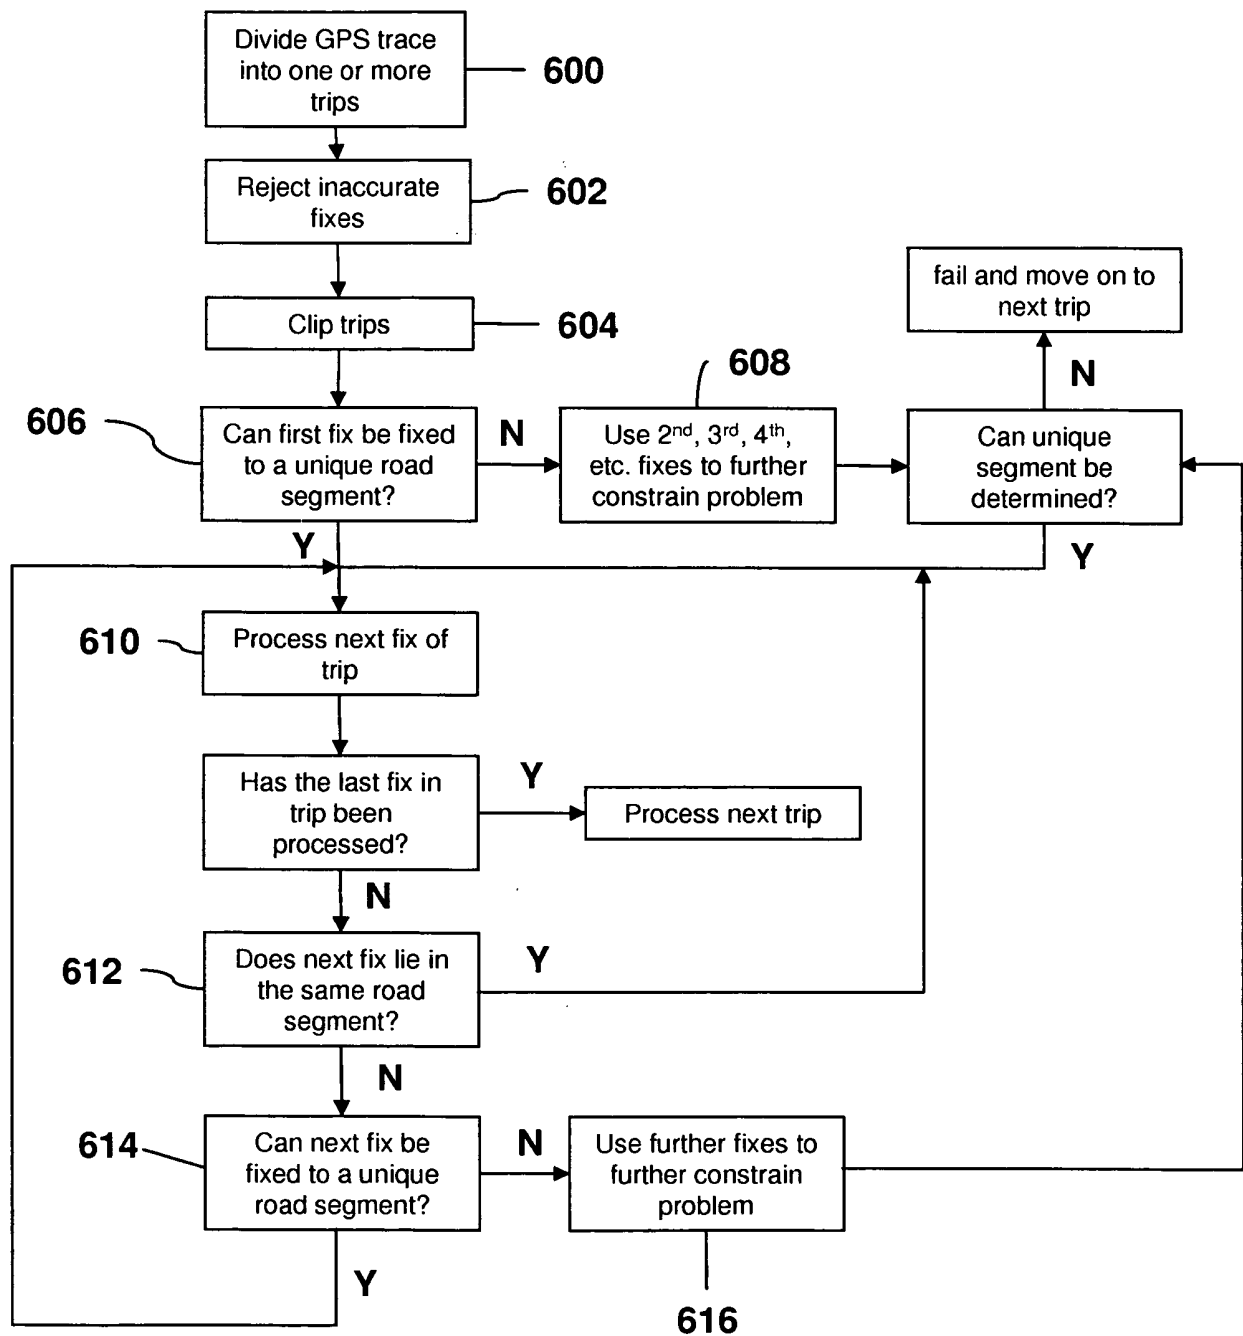 Divide GPS trace
into one or more
trips
600
Reject inaccurate
fixes
602
Clip trips
604
fail and move on to
next trip
N
608
606
Can first fix be fixed
to a unique road
segment?
N
Use 2nd, 3rd, 4th,
etc. fixes to further
constrain problem
Can unique
segment be
determined?
Y
Y
610
Process next fix of
trip
Has the last fix in
trip been
processed?
Y
Process next trip
N
612
Does next fix lie in
the same road
segment?
Y
N
614
Can next fix be
fixed to a unique
road segment?
N
Use further fixes to
further constrain
problem
Y
616